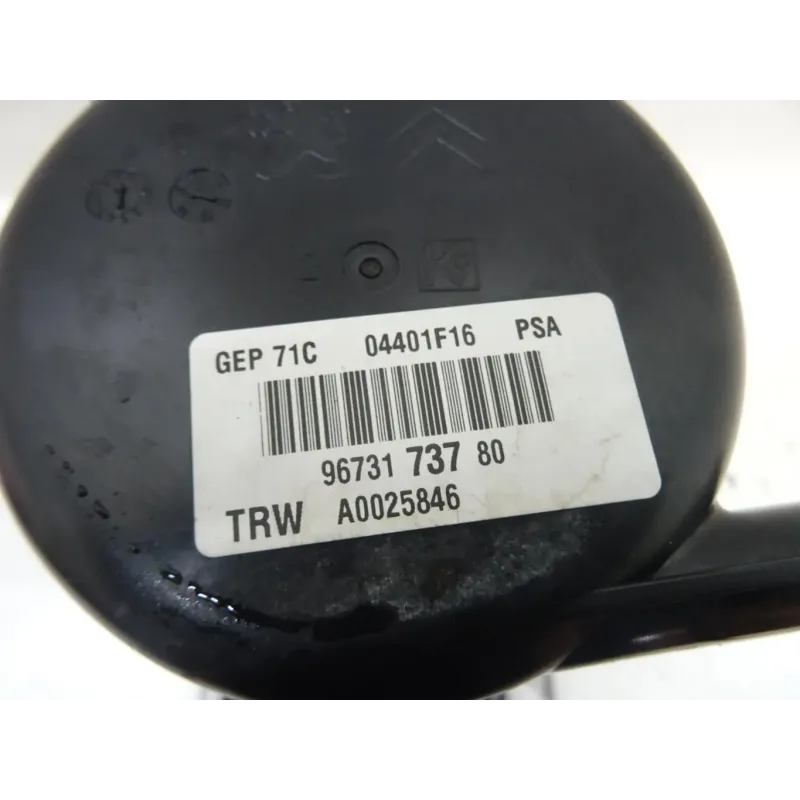 GEP 71C 04401F16 PSA
96731 737 80
TRW A0025846